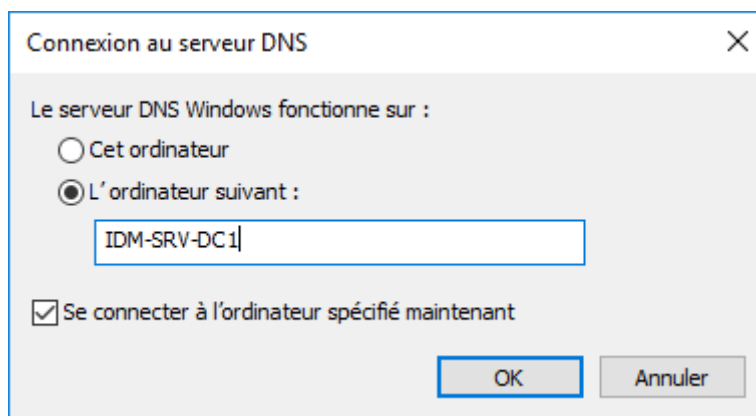 Connexion au serveur DNS
Le serveur DNS Windows fonctionne sur :
Cet ordinateur
L'ordinateur suivant :
IDM-SRV-DC1
Se connecter à l'ordinateur spécifié maintenant
OK Annuler